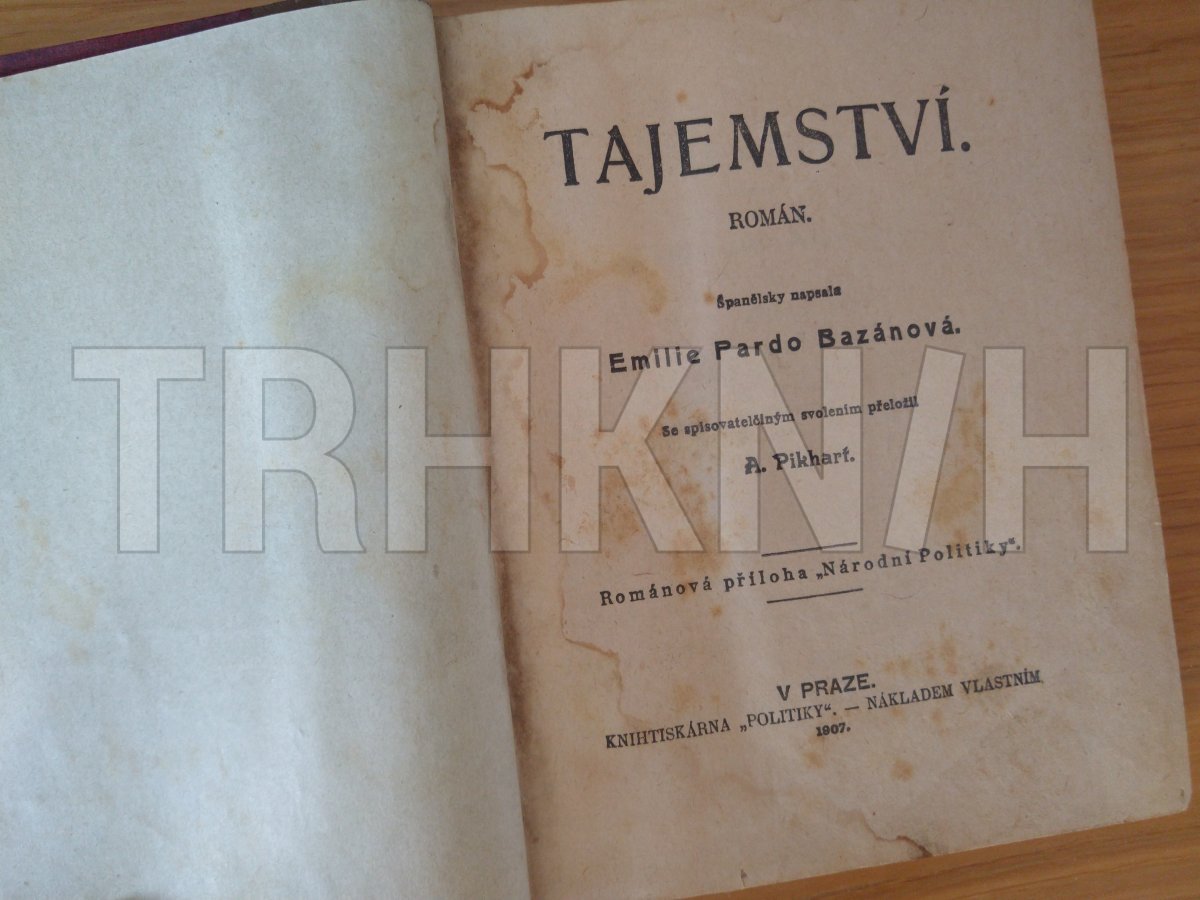 TAJEMSTVÍ.
ROMÁN.
Španělsky napsala
Emilie Pardo Bazánová.
Se spisovatelčiným svolením přeložil
A. Pikhart.
Románová příloha „Národní Politiky“.
V PRAZE.
KNIHTISKÁRNA „POLITIKY“. — NÁKLADEM VLASTNÍM.
1907.
TRHKNIH